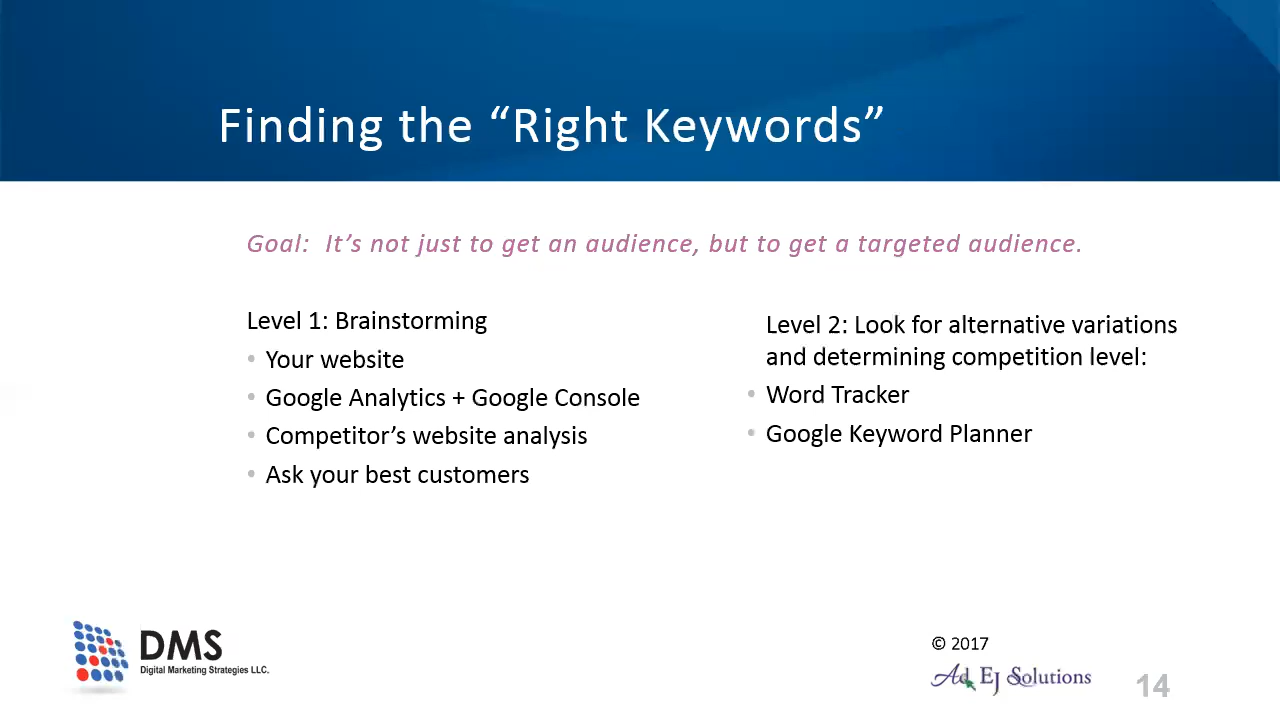 Finding the “Right Keywords”
Goal:  It’s not just to get an audience, but to get a targeted audience.
Level 1: Brainstorming
• Your website
• Google Analytics + Google Console
• Competitor’s website analysis
• Ask your best customers
Level 2: Look for alternative variations
and determining competition level:
• Word Tracker
• Google Keyword Planner
DMS
Digital Marketing Strategies LLC.
© 2017
Ad EJ Solutions
14